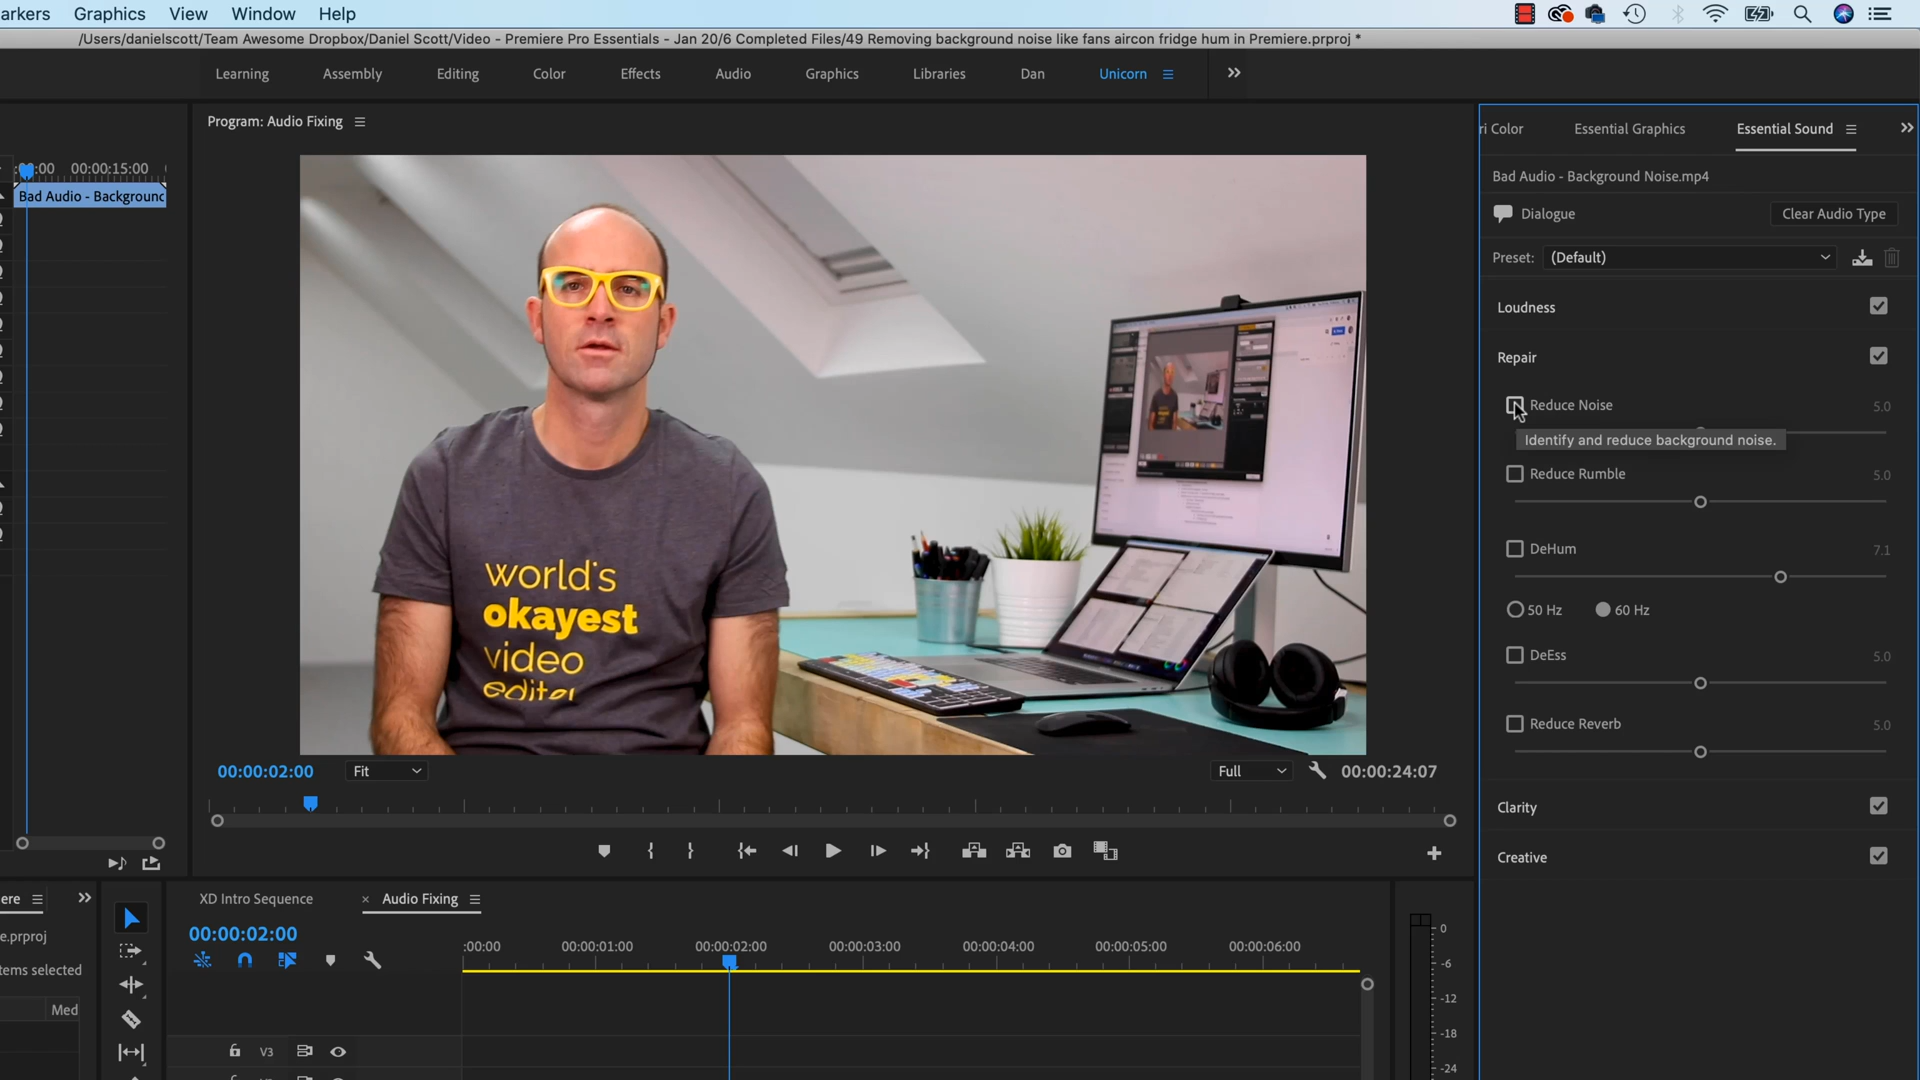 arkers Graphics View Window Help
/Users/danielscott/Team Awesome Dropbox/Daniel Scott/Video - Premiere Pro Essentials - Jan 20/6 Completed Files/49 Removing background noise like fans aircon fridge hum in Premiere.prproj *
Learning Assembly Editing Color Effects Audio Graphics Libraries Dan Unicorn
Program: Audio Fixing
ri Color Essential Graphics Essential Sound
:00 00:00:15:00
Bad Audio - Background
Bad Audio - Background Noise.mp4
Dialogue Clear Audio Type
Preset: (Default)
Loudness
Repair
Reduce Noise 5.0
Identify and reduce background noise.
Reduce Rumble 5.0
DeHum 7.1
50 Hz 60 Hz
DeEss 5.0
Reduce Reverb 5.0
Clarity
Creative
world's
okayest
video
editor
00:00:02:00 Fit Full 00:00:24:07
ere
e.prproj
tems selected
Med
XD Intro Sequence × Audio Fixing
00:00:02:00
:00:00 00:00:01:00 00:00:02:00 00:00:03:00 00:00:04:00 00:00:05:00 00:00:06:00
V3
0
-6
-12
-18
-24